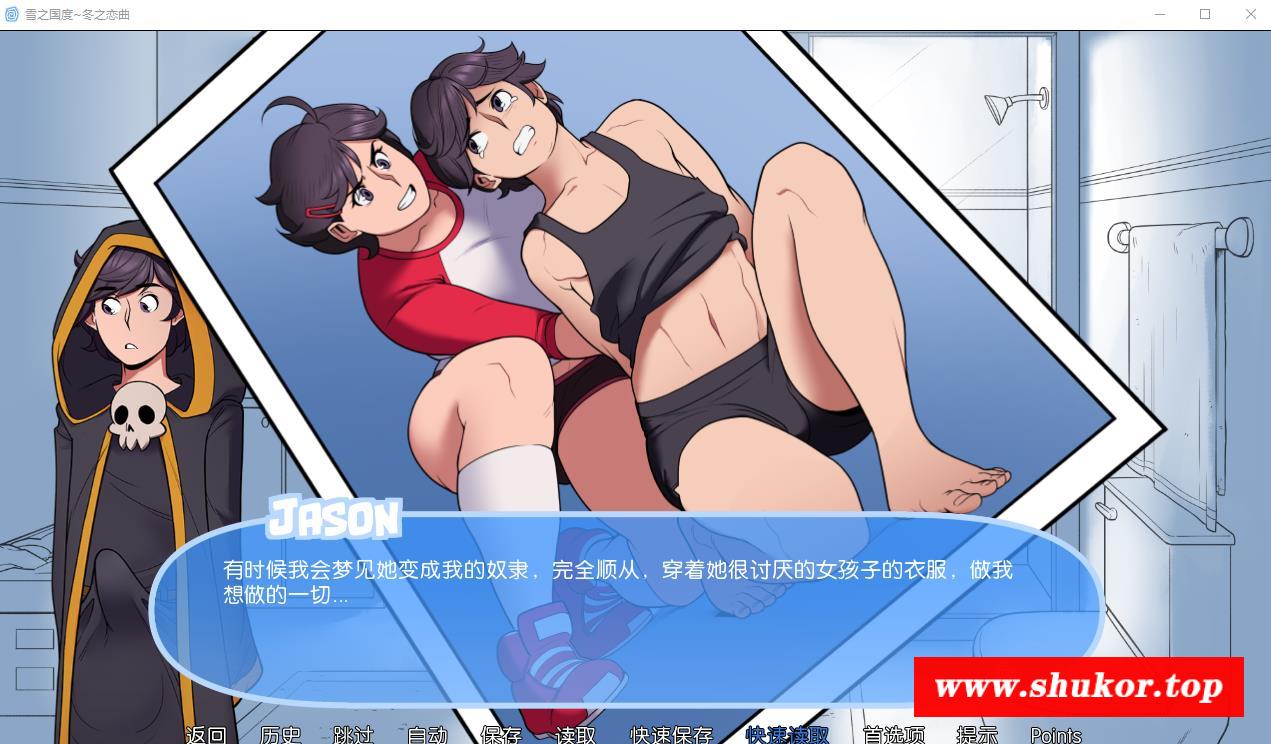 雪之国度~冬之恋曲
JASON
有时候我会梦见她变成我的奴隶，完全顺从，穿着她很讨厌的女孩子的衣服，做我
想做的一切...
www.shukor.top
返回 历史 跳过 自动 保存 读取 快速保存 快速读取 首选项 提示 Points